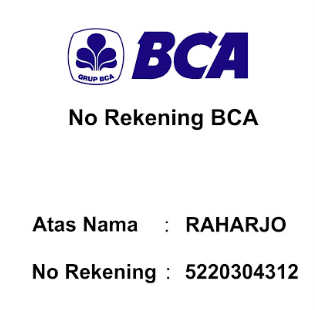 GRUP BCA
BCA
No Rekening BCA
Atas Nama : RAHARJO
No Rekening : 5220304312